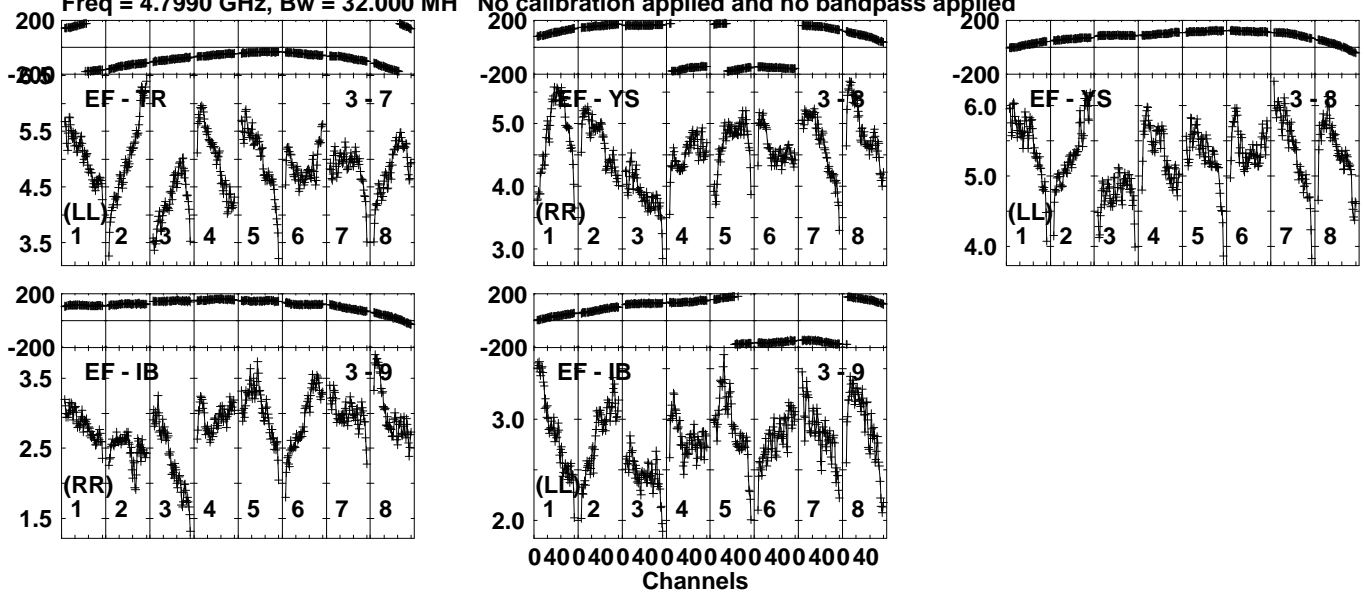 Freq = 4.7990 GHz, Bw = 32.000 MH No calibration applied and no bandpass applied
200
-200
6.5
5.5
4.5
3.5
EF - TR 3 - 7
(LL)
1 2 3 4 5 6 7 8
200
-200
5.0
4.0
3.0
EF - YS 3 - 8
(RR)
1 2 3 4 5 6 7 8
200
-200
6.0
5.0
4.0
EF - YS 3 - 8
(LL)
1 2 3 4 5 6 7 8
200
-200
3.5
2.5
1.5
EF - IB 3 - 9
(RR)
1 2 3 4 5 6 7 8
200
-200
3.0
2.0
EF - IB 3 - 9
(LL)
1 2 3 4 5 6 7 8
0 40 0 40 0 40 0 40 0 40 0 40 0 40 0 40
Channels